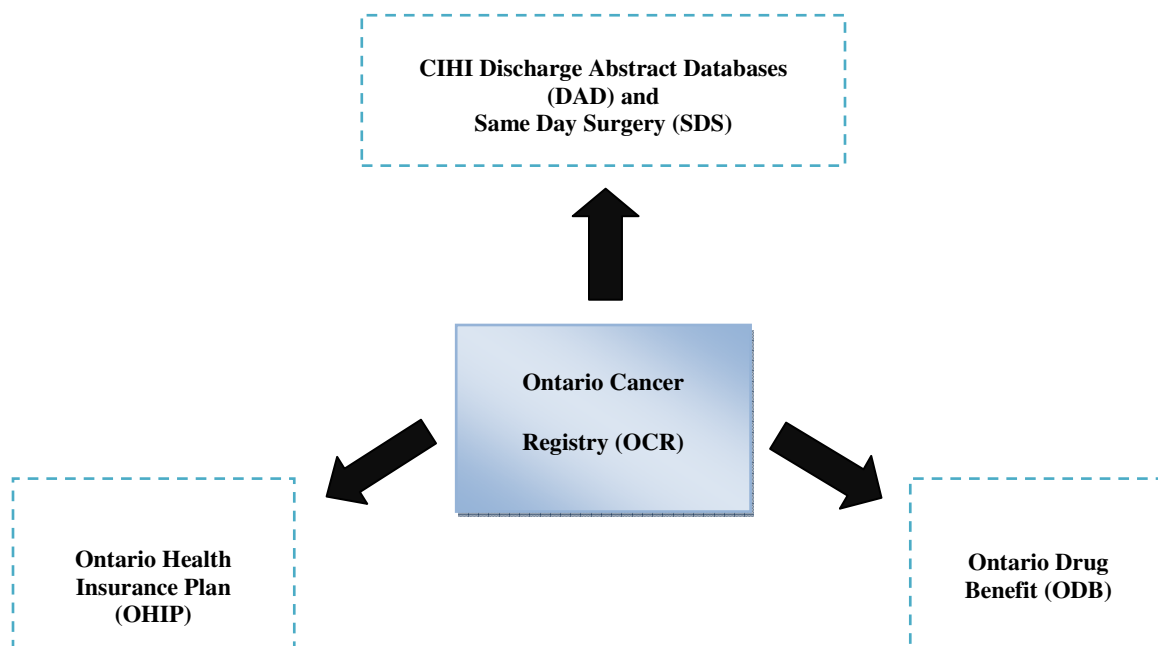 CIHI Discharge Abstract Databases
(DAD) and
Same Day Surgery (SDS)
Ontario Cancer
Registry (OCR)
Ontario Health
Insurance Plan
(OHIP)
Ontario Drug
Benefit (ODB)